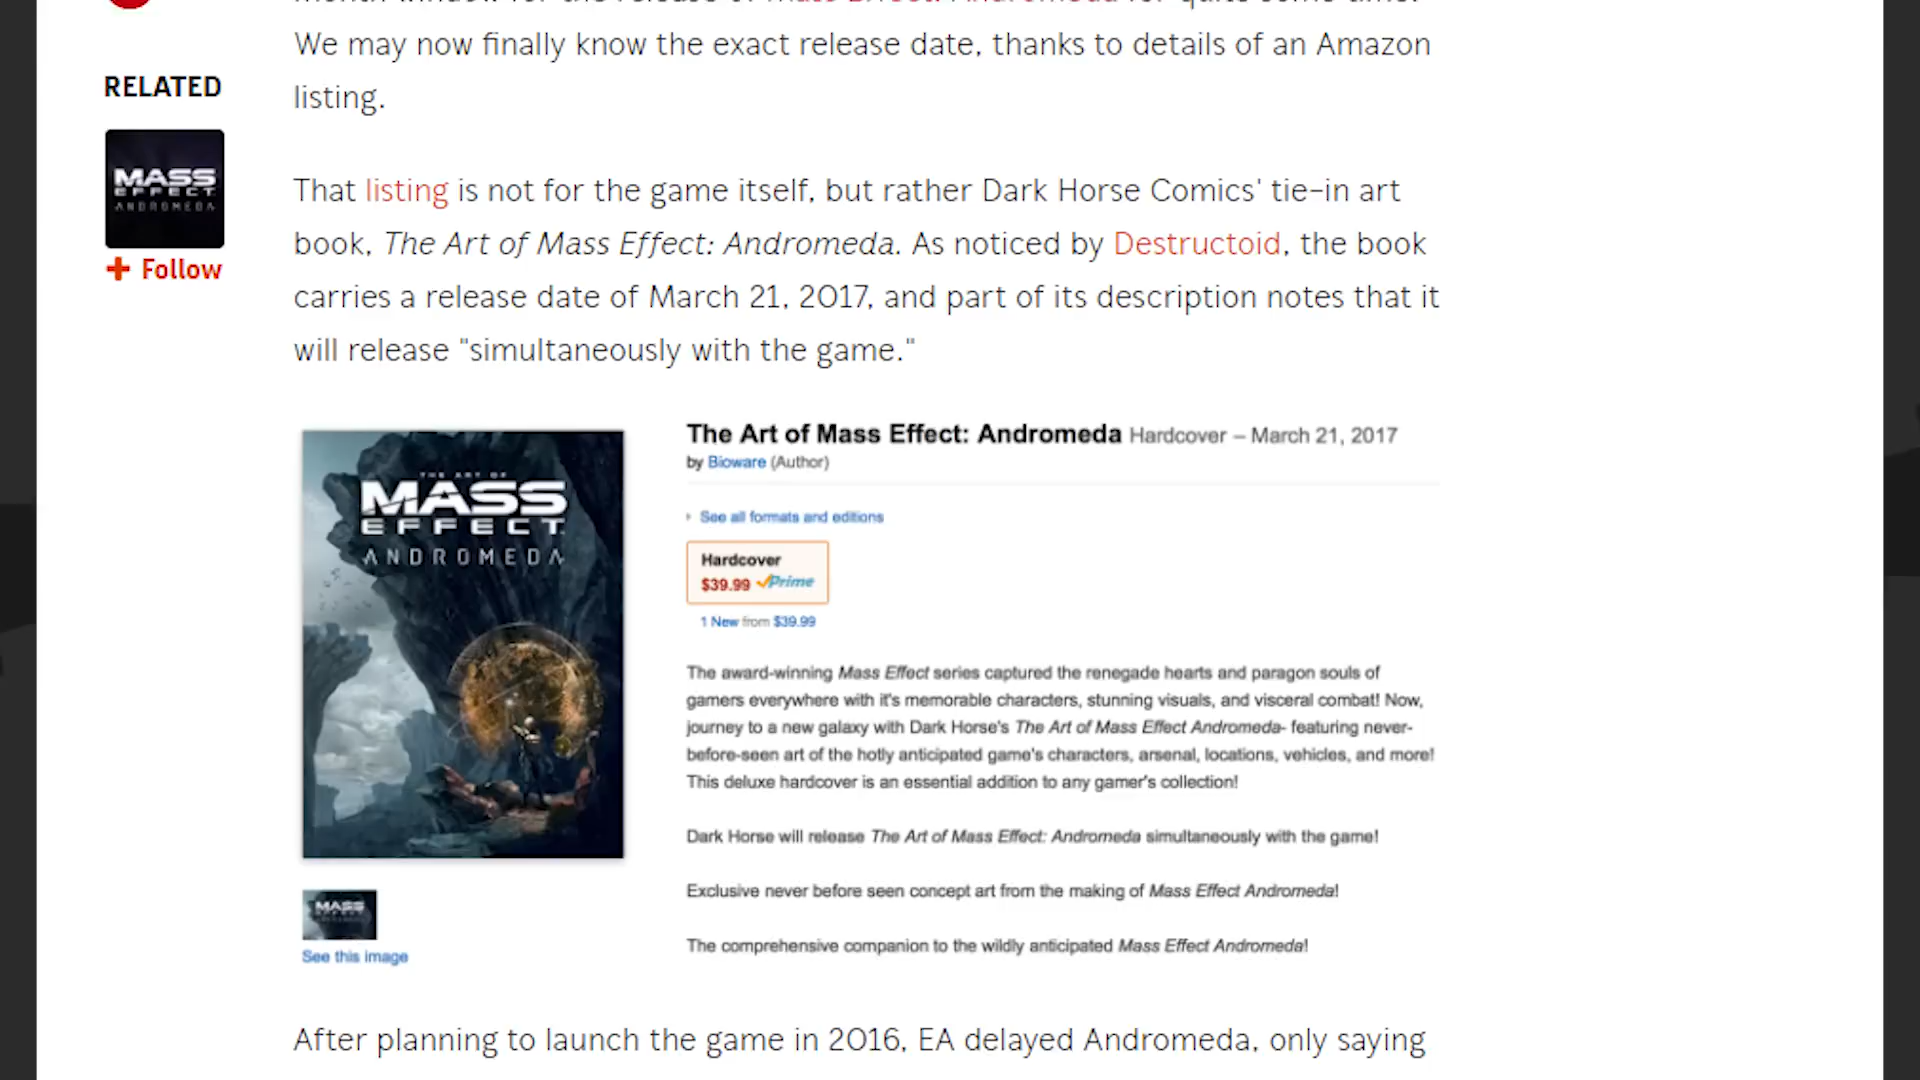 We may now finally know the exact release date, thanks to details of an Amazon
listing.
RELATED
MASS
EFFECT
ANDROMEDA
+ Follow
That listing is not for the game itself, but rather Dark Horse Comics' tie-in art
book, The Art of Mass Effect: Andromeda. As noticed by Destructoid, the book
carries a release date of March 21, 2017, and part of its description notes that it
will release "simultaneously with the game."
THE ART OF
MASS
EFFECT
ANDROMEDA
MASS
See this image
The Art of Mass Effect: Andromeda Hardcover – March 21, 2017
by Bioware (Author)
See all formats and editions
Hardcover
$39.99 Prime
1 New from $39.99
The award-winning Mass Effect series captured the renegade hearts and paragon souls of
gamers everywhere with it's memorable characters, stunning visuals, and visceral combat! Now,
journey to a new galaxy with Dark Horse's The Art of Mass Effect Andromeda- featuring never-
before-seen art of the hotly anticipated game's characters, arsenal, locations, vehicles, and more!
This deluxe hardcover is an essential addition to any gamer's collection!
Dark Horse will release The Art of Mass Effect: Andromeda simultaneously with the game!
Exclusive never before seen concept art from the making of Mass Effect Andromeda!
The comprehensive companion to the wildly anticipated Mass Effect Andromeda!
After planning to launch the game in 2016, EA delayed Andromeda, only saying